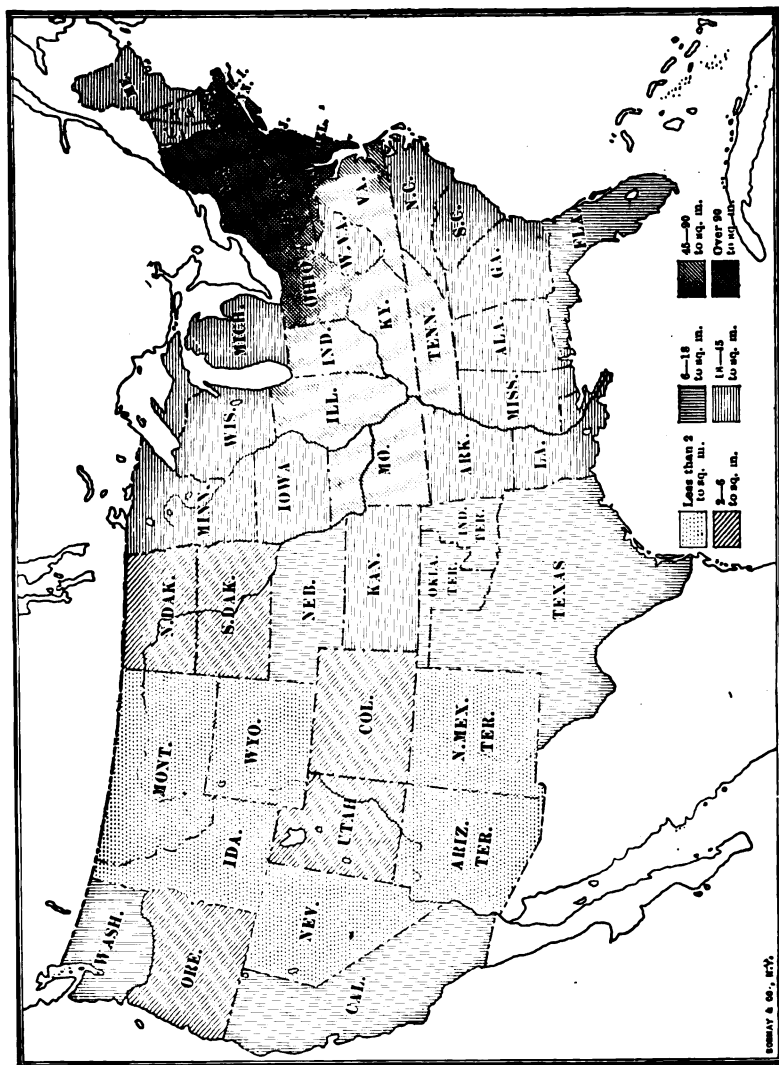 WASH.
ORE.
CAL.
NEV.
IDA.
MONT.
WYO.
UTAH
COL.
ARIZ.
TER.
N.MEX.
TER.
N.DAK.
S.DAK.
NEB.
KAN.
OKLA.
TER.
IND.
TER.
TEXAS
MINN.
IOWA
MO.
ARK.
LA.
WIS.
ILL.
MICH.
IND.
OHIO
KY.
TENN.
MISS.
ALA.
GA.
FLA.
S.C.
N.C.
VA.
W.VA.
ME.
Less than 2
to sq. m.
2—6
to sq. m.
6—18
to sq. m.
18—45
to sq. m.
45—90
to sq. m.
Over 90
to sq. m.
BORMAY & CO., N.Y.